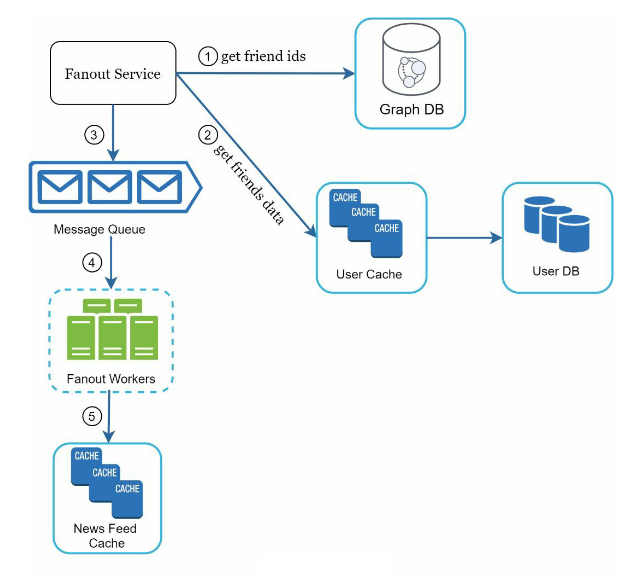 Fanout Service
1 get friend ids
Graph DB
2 get friends data
3
Message Queue
CACHE
CACHE
CACHE
User Cache
User DB
4
Fanout Workers
5
CACHE
CACHE
CACHE
News Feed
Cache